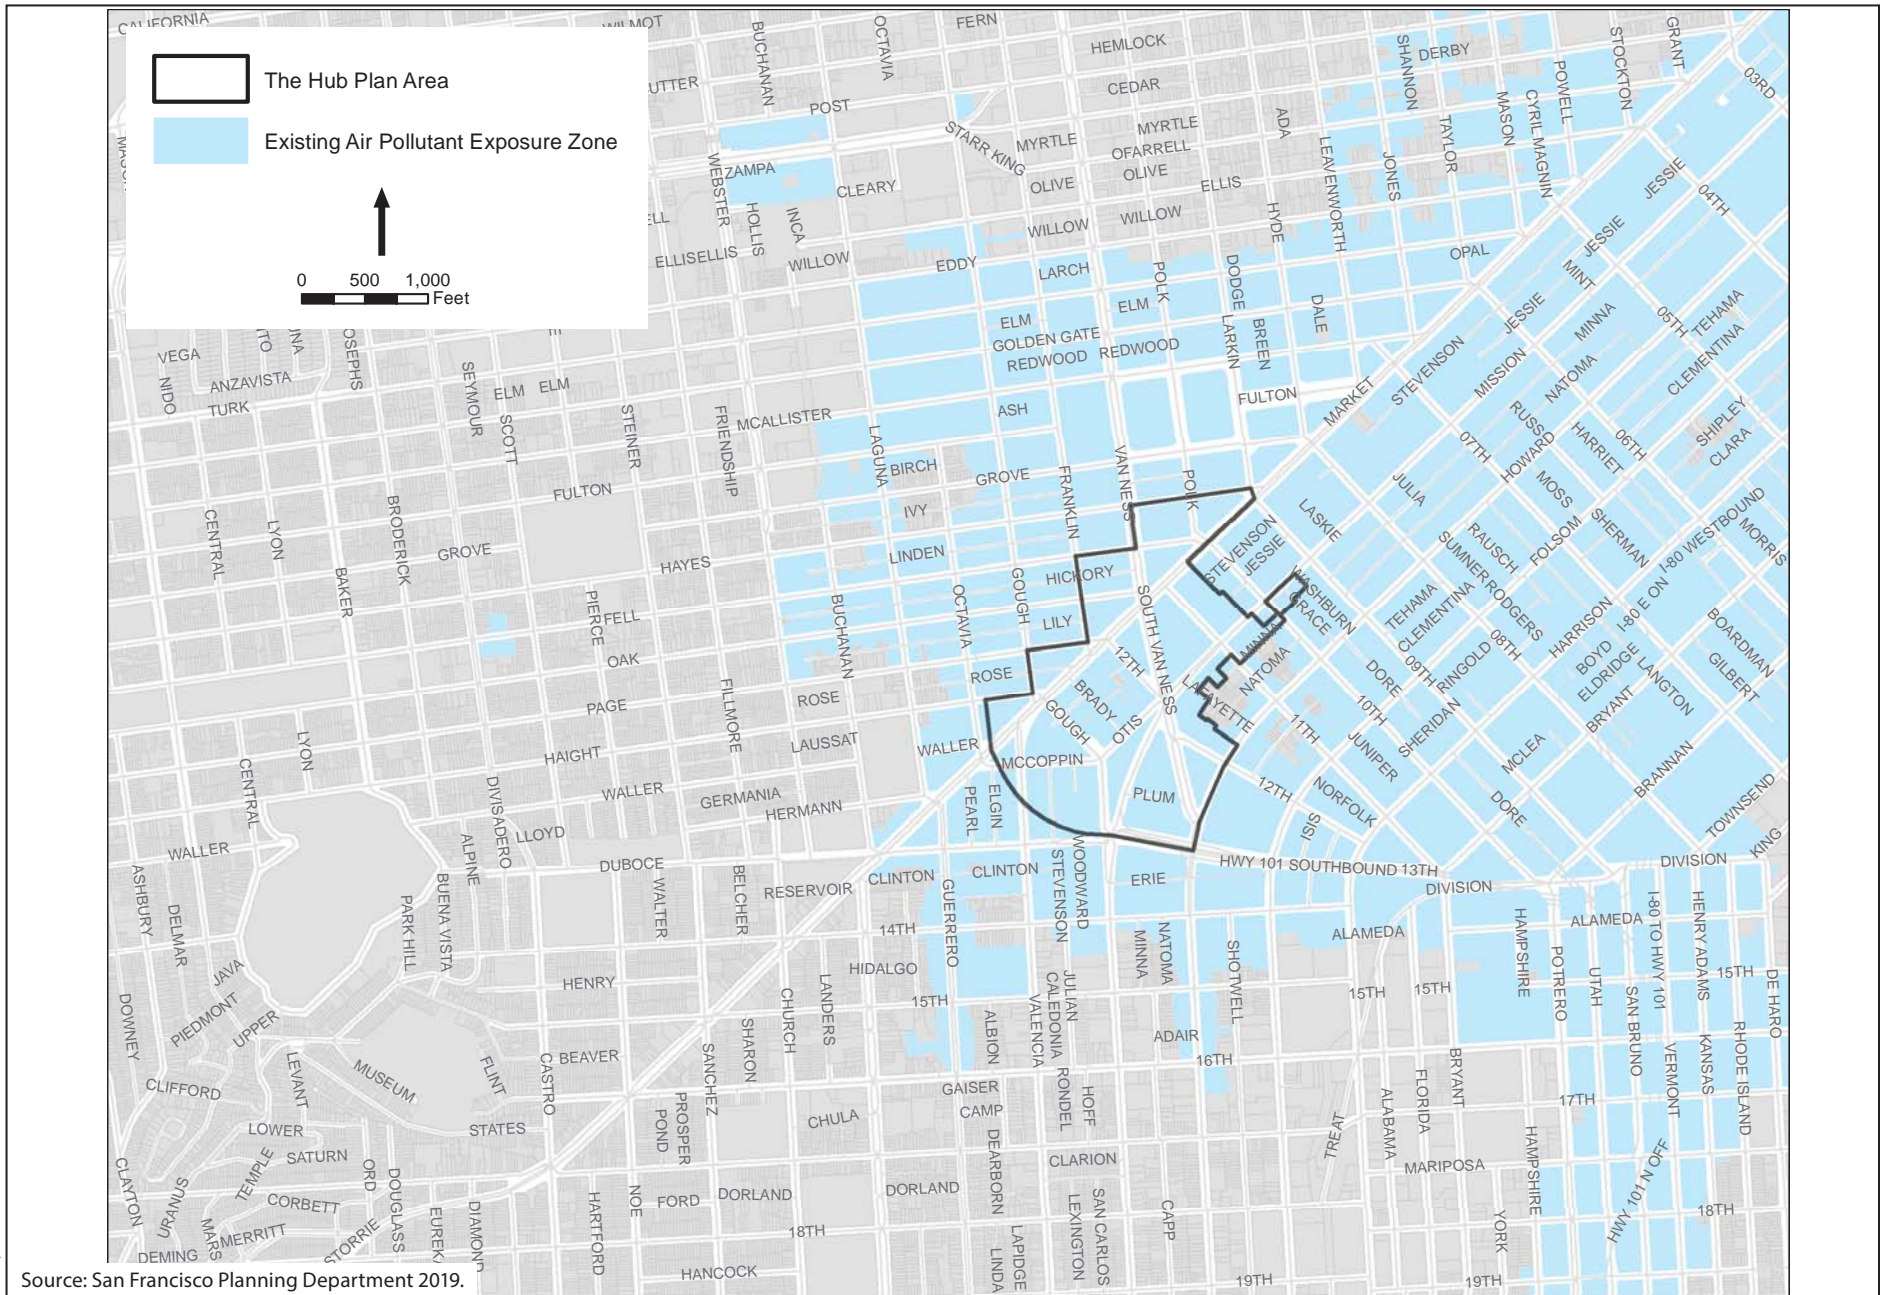 CALIFORNIA
WILMOT
BUCHANAN
OCTAVIA
FERN
HEMLOCK
SHANNON
DERBY
STOCKTON
GRANT
The Hub Plan Area
Existing Air Pollutant Exposure Zone
0 500 1,000
Feet
UTTER
POST
CEDAR
MASON
CYRIL MAGNIN
POWELL
03RD
STARR KING
MYRTLE
MYRTLE
OFARRELL
ADA
LEAVENWORTH
JONES
TAYLOR
WEBSTER
ZAMPA
CLEARY
OLIVE
OLIVE
ELLIS
JESSIE
04TH
ELL
HOLLIS
INCA
WILLOW
WILLOW
HYDE
JESSIE
ELLISELLIS
WILLOW
EDDY
LARCH
POLK
DODGE
OPAL
MINT
ELM
ELM
DALE
JESSIE
MINNA
05TH
TEHAMA
VEGA
ITO
UNA
OSEPHS
GOLDEN GATE
REDWOOD
REDWOOD
LARKIN
BREEN
STEVENSON
MISSION
NATOMA
CLEMENTINA
NIDO
ANZAVISTA
TURK
SEYMOUR
ELM
ELM
SCOTT
STEINER
FRIENDSHIP
MCALLISTER
ASH
FULTON
MARKET
RUSS
HARRIET
06TH
SHIPLEY
CLARA
LAGUNA
BIRCH
GROVE
FRANKLIN
VAN NESS
POLK
07TH
HOWARD
MOSS
CENTRAL
LYON
BRODERICK
FULTON
IVY
JULIA
LASKIE
SHERMAN
I-80 WESTBOUND
MORRIS
BAKER
GROVE
HAYES
LINDEN
GOUGH
HICKORY
STEVENSON
JESSIE
RAUSCH
SUMNER
RODGERS
FOLSOM
PIERCE
FELL
BUCHANAN
OCTAVIA
LILY
SOUTH VAN NESS
WASHBURN
GRACE
TEHAMA
CLEMENTINA
HARRISON
I-80 E ON
BOARDMAN
OAK
FILLMORE
ROSE
12TH
MINNA
NATOMA
DORE
09TH
RINGOLD
08TH
BOYD
ELDRIDGE
LANGTON
GILBERT
PAGE
ROSE
BRADY
GOUGH
OTIS
LAFAYETTE
11TH
10TH
SHERIDAN
BRYANT
LYON
HAIGHT
LAUSSAT
WALLER
MCCOPPIN
JUNIPER
MCLEA
BRANNAN
CENTRAL
DIVISADERO
WALLER
GERMANIA
HERMANN
PEARL
ELGIN
PLUM
12TH
NORFOLK
DORE
TOWNSEND
KING
WALLER
ALPINE
LLOYD
DUBOCE
ISIS
ASHBURY
DELMAR
PARK HILL
BUENA VISTA
WALTER
BELCHER
RESERVOIR
CLINTON
GUERRERO
CLINTON
STEVENSON
WOODWARD
ERIE
HWY 101 SOUTHBOUND 13TH
DIVISION
DIVISION
14TH
MINNA
NATOMA
SHOTWELL
ALAMEDA
HAMPSHIRE
ALAMEDA
I-80 TO HWY 101
HENRY ADAMS
JAVA
HENRY
HIDALGO
15TH
JULIAN
CALEDONIA
15TH
15TH
POTRERO
UTAH
SAN BRUNO
15TH
DE HARO
DOWNEY
PIEDMONT
UPPER
CHURCH
LANDERS
ALBION
VALENCIA
ADAIR
16TH
LEVANT
MUSEUM
FLINT
BEAVER
CASTRO
SANCHEZ
SHARON
BRYANT
VERMONT
KANSAS
RHODE ISLAND
CLIFFORD
GAISER
CAMP
RONDEL
HOFF
ALABAMA
FLORIDA
17TH
LOWER
STATES
PROSPER
POND
CHULA
DEARBORN
TREAT
HAMPSHIRE
SATURN
CLARION
MARIPOSA
HWY 101 N OFF
CLAYTON
URANUS
TEMPLE
CORBETT
ORD
DOUGLASS
NOE
FORD
DORLAND
DORLAND
LEXINGTON
SAN CARLOS
CAPP
YORK
18TH
MARS
MERRITT
STORRIE
EUREKA
DIAMOND
HARTFORD
18TH
LAPIDGE
LINDA
DEMING
HANCOCK
19TH
19TH
Source: San Francisco Planning Department 2019.